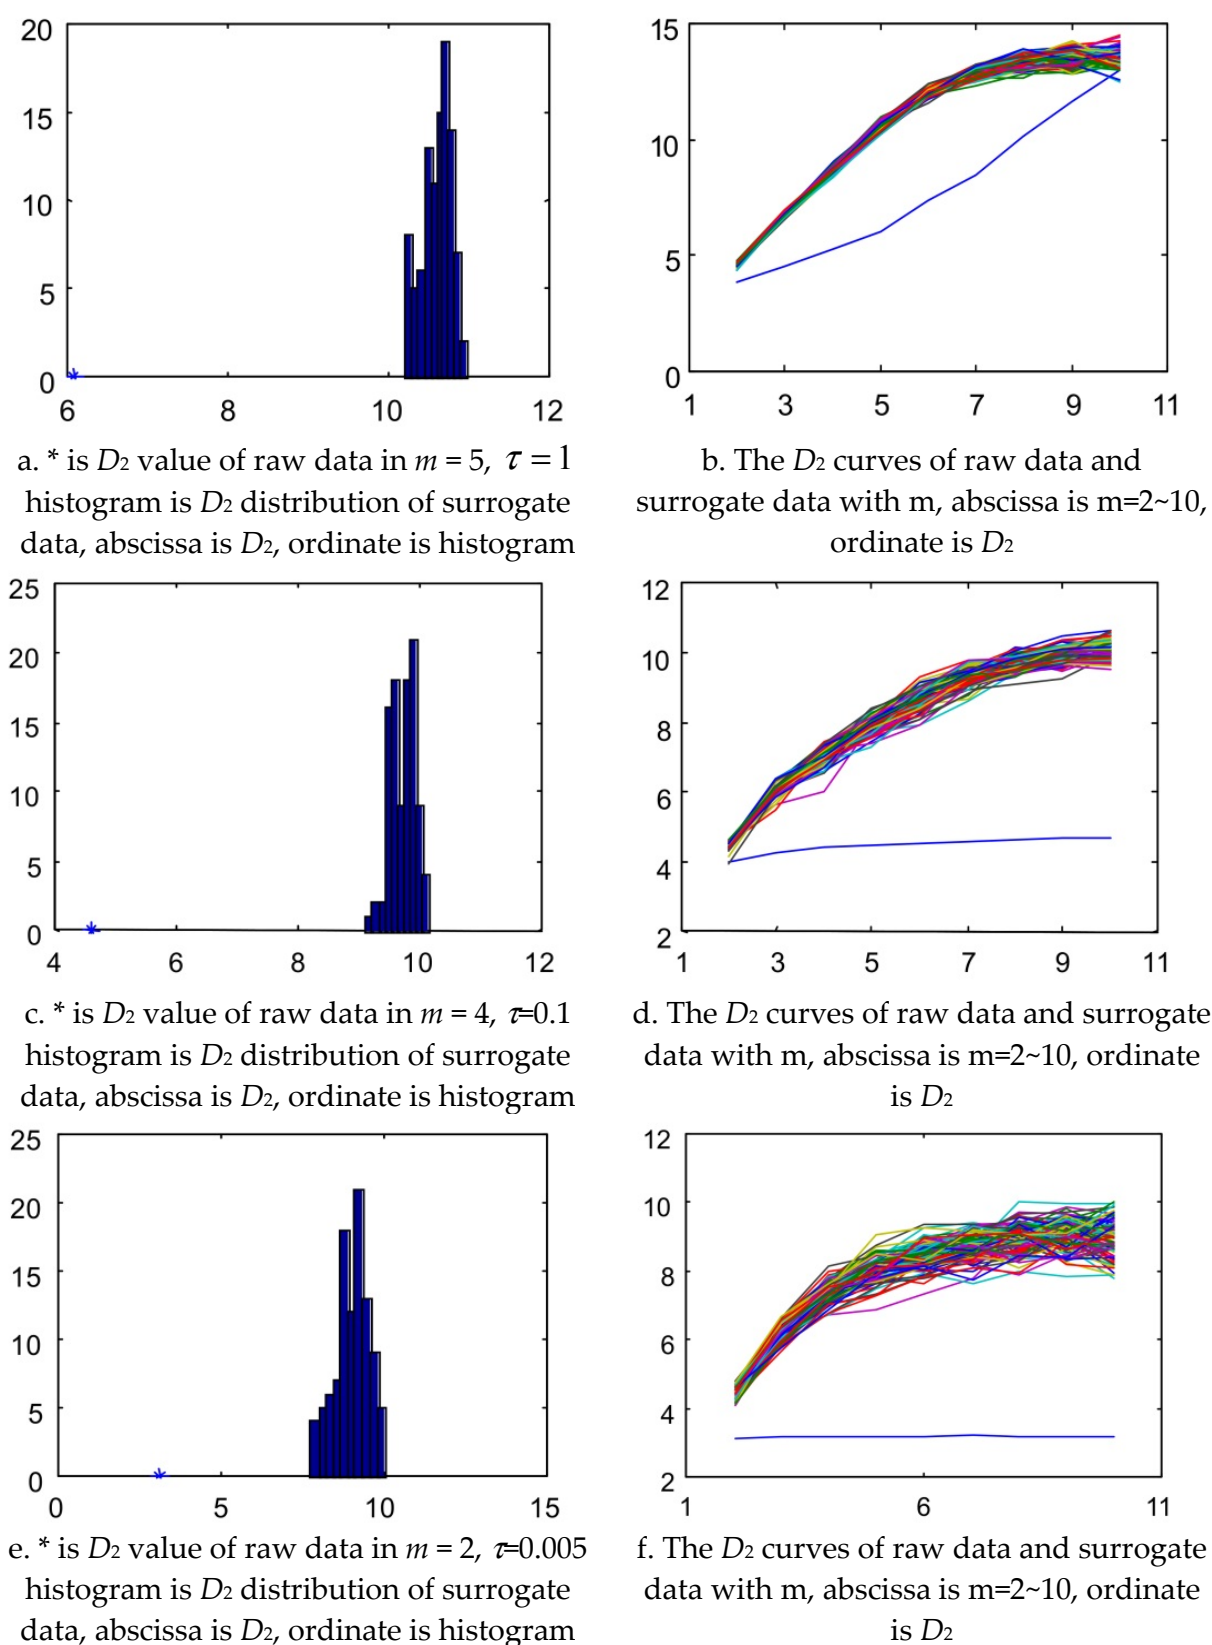 20
15
10
5
0
6 8 10 12
15
10
5
0
1 3 5 7 9 11
a. * is D2 value of raw data in m = 5, τ = 1
histogram is D2 distribution of surrogate
data, abscissa is D2, ordinate is histogram
b. The D2 curves of raw data and
surrogate data with m, abscissa is m=2~10,
ordinate is D2
25
20
15
10
5
0
4 6 8 10 12
12
10
8
6
4
2
1 3 5 7 9 11
c. * is D2 value of raw data in m = 4, τ=0.1
histogram is D2 distribution of surrogate
data, abscissa is D2, ordinate is histogram
d. The D2 curves of raw data and surrogate
data with m, abscissa is m=2~10, ordinate
is D2
25
20
15
10
5
0
0 5 10 15
12
10
8
6
4
2
1 6 11
e. * is D2 value of raw data in m = 2, τ=0.005
histogram is D2 distribution of surrogate
data, abscissa is D2, ordinate is histogram
f. The D2 curves of raw data and surrogate
data with m, abscissa is m=2~10, ordinate
is D2